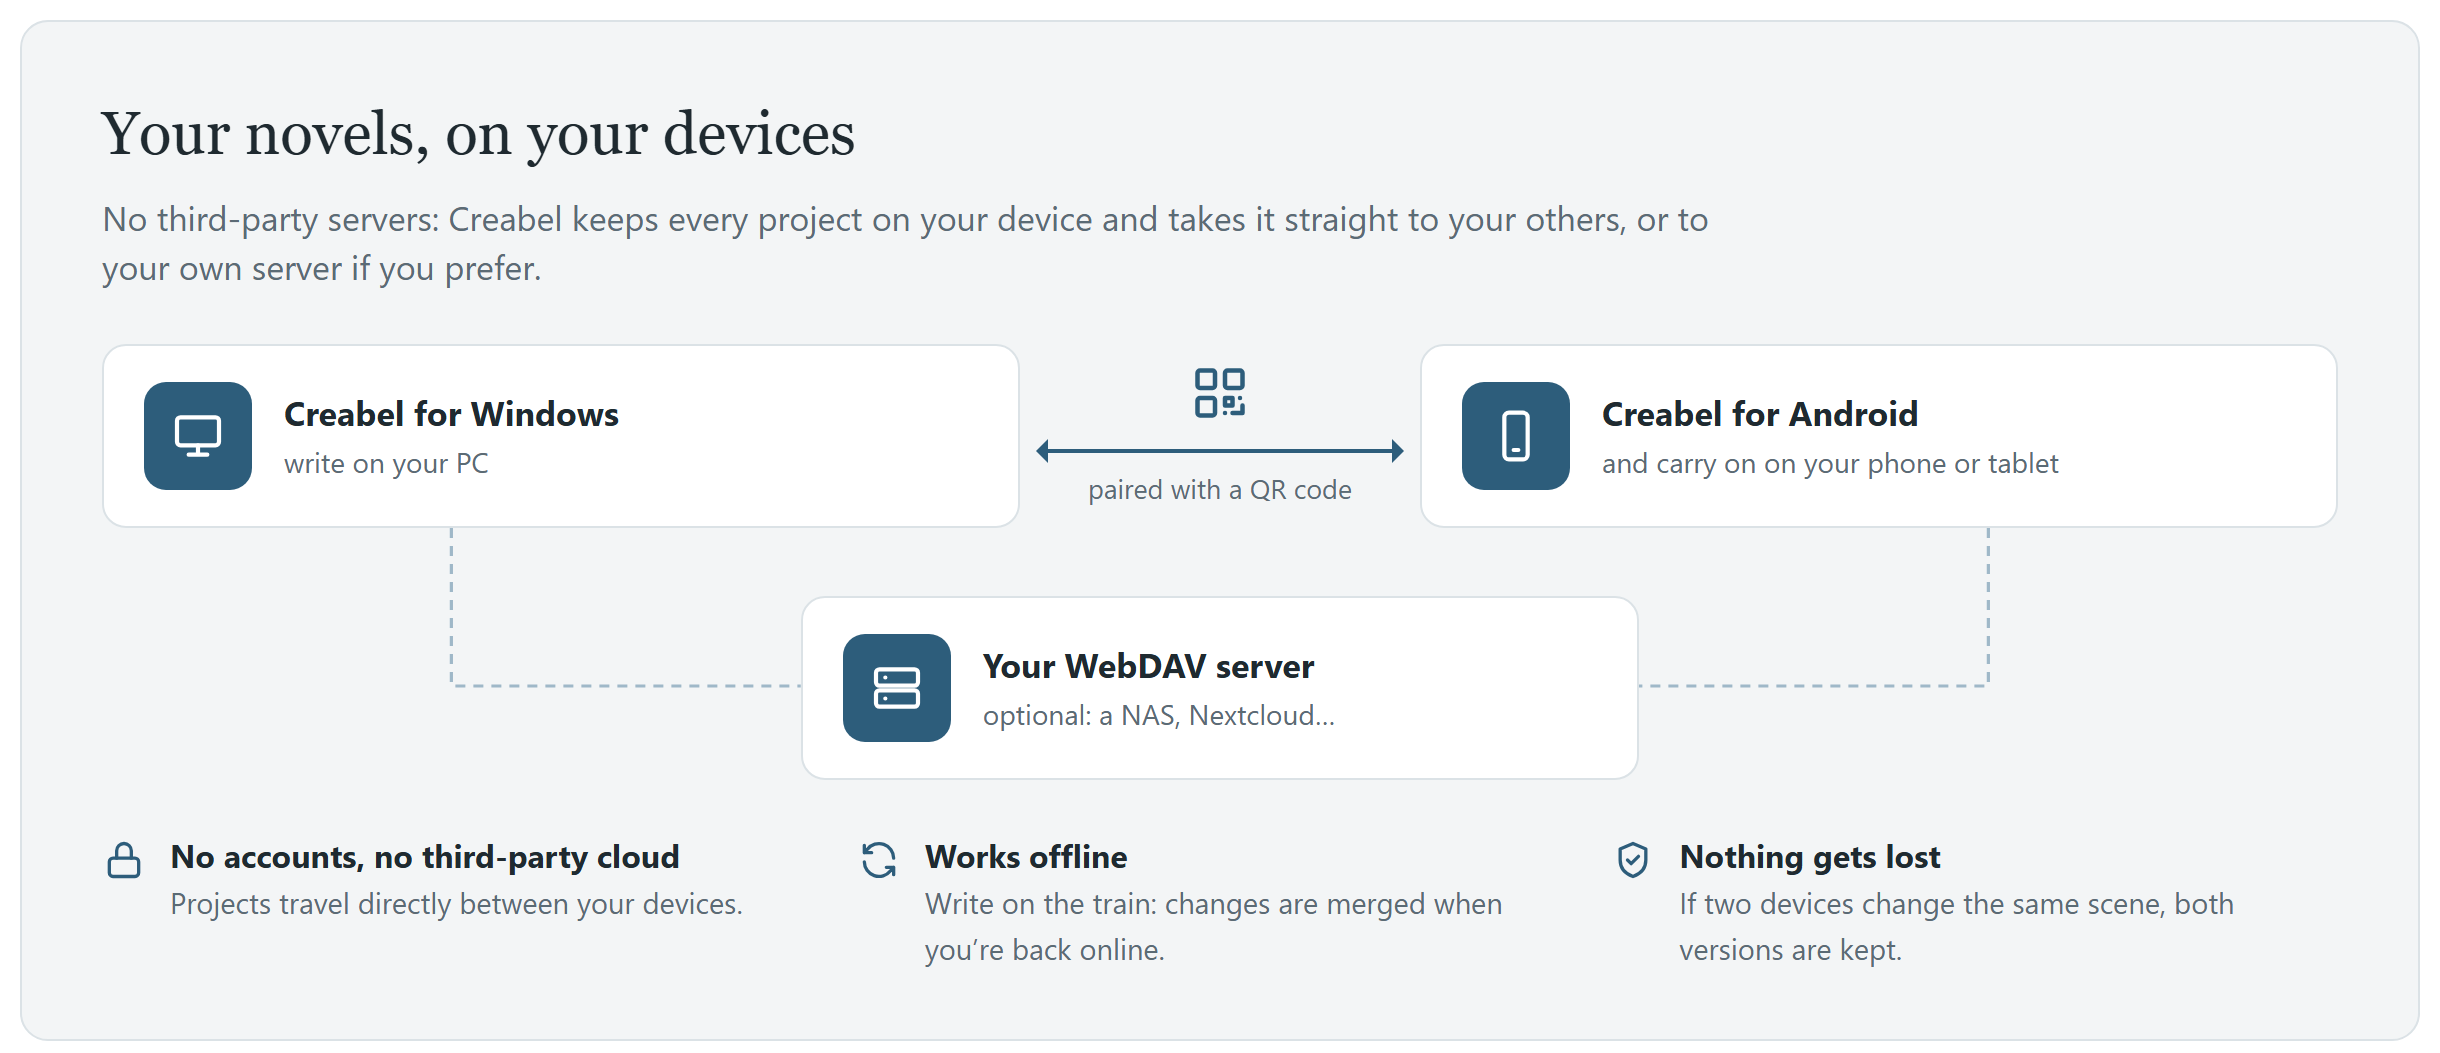 Your novels, on your devices
No third-party servers: Creabel keeps every project on your device and takes it straight to your others, or to
your own server if you prefer.
Creabel for Windows
write on your PC
paired with a QR code
Creabel for Android
and carry on on your phone or tablet
Your WebDAV server
optional: a NAS, Nextcloud…
No accounts, no third-party cloud
Projects travel directly between your devices.
Works offline
Write on the train: changes are merged when
you’re back online.
Nothing gets lost
If two devices change the same scene, both
versions are kept.